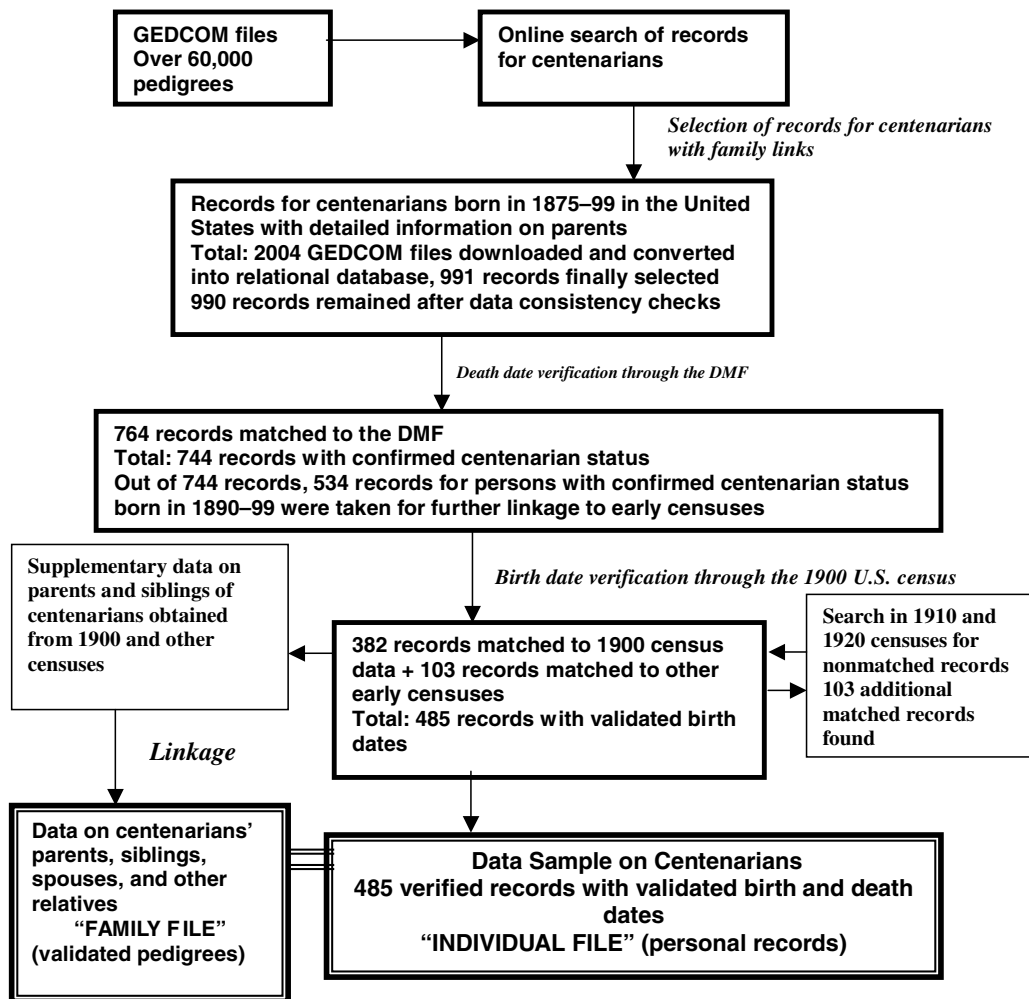 GEDCOM files
Over 60,000
pedigrees
Online search of records
for centenarians
Selection of records for centenarians
with family links
Records for centenarians born in 1875–99 in the United
States with detailed information on parents
Total: 2004 GEDCOM files downloaded and converted
into relational database, 991 records finally selected
990 records remained after data consistency checks
Death date verification through the DMF
764 records matched to the DMF
Total: 744 records with confirmed centenarian status
Out of 744 records, 534 records for persons with confirmed centenarian status
born in 1890–99 were taken for further linkage to early censuses
Supplementary data on
parents and siblings of
centenarians obtained
from 1900 and other
censuses
Birth date verification through the 1900 U.S. census
382 records matched to 1900 census
data + 103 records matched to other
early censuses
Total: 485 records with validated birth
dates
Search in 1910 and
1920 censuses for
nonmatched records
103 additional
matched records
found
Linkage
Data on centenarians’
parents, siblings,
spouses, and other
relatives
“FAMILY FILE”
(validated pedigrees)
Data Sample on Centenarians
485 verified records with validated birth and death
dates
“INDIVIDUAL FILE” (personal records)